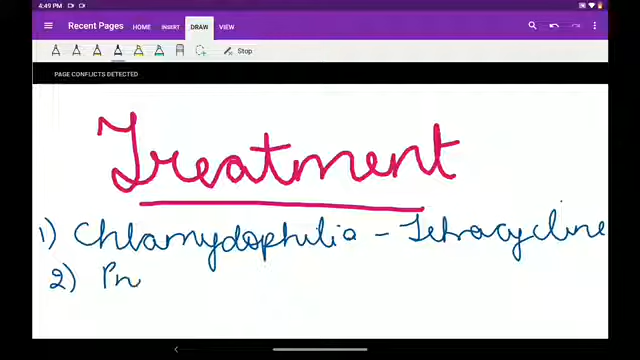 4:49 PM
Recent Pages HOME INSERT DRAW VIEW
Stop
PAGE CONFLICTS DETECTED
Treatment
1) Chlamydophilia - Tetracycline
2) Pn